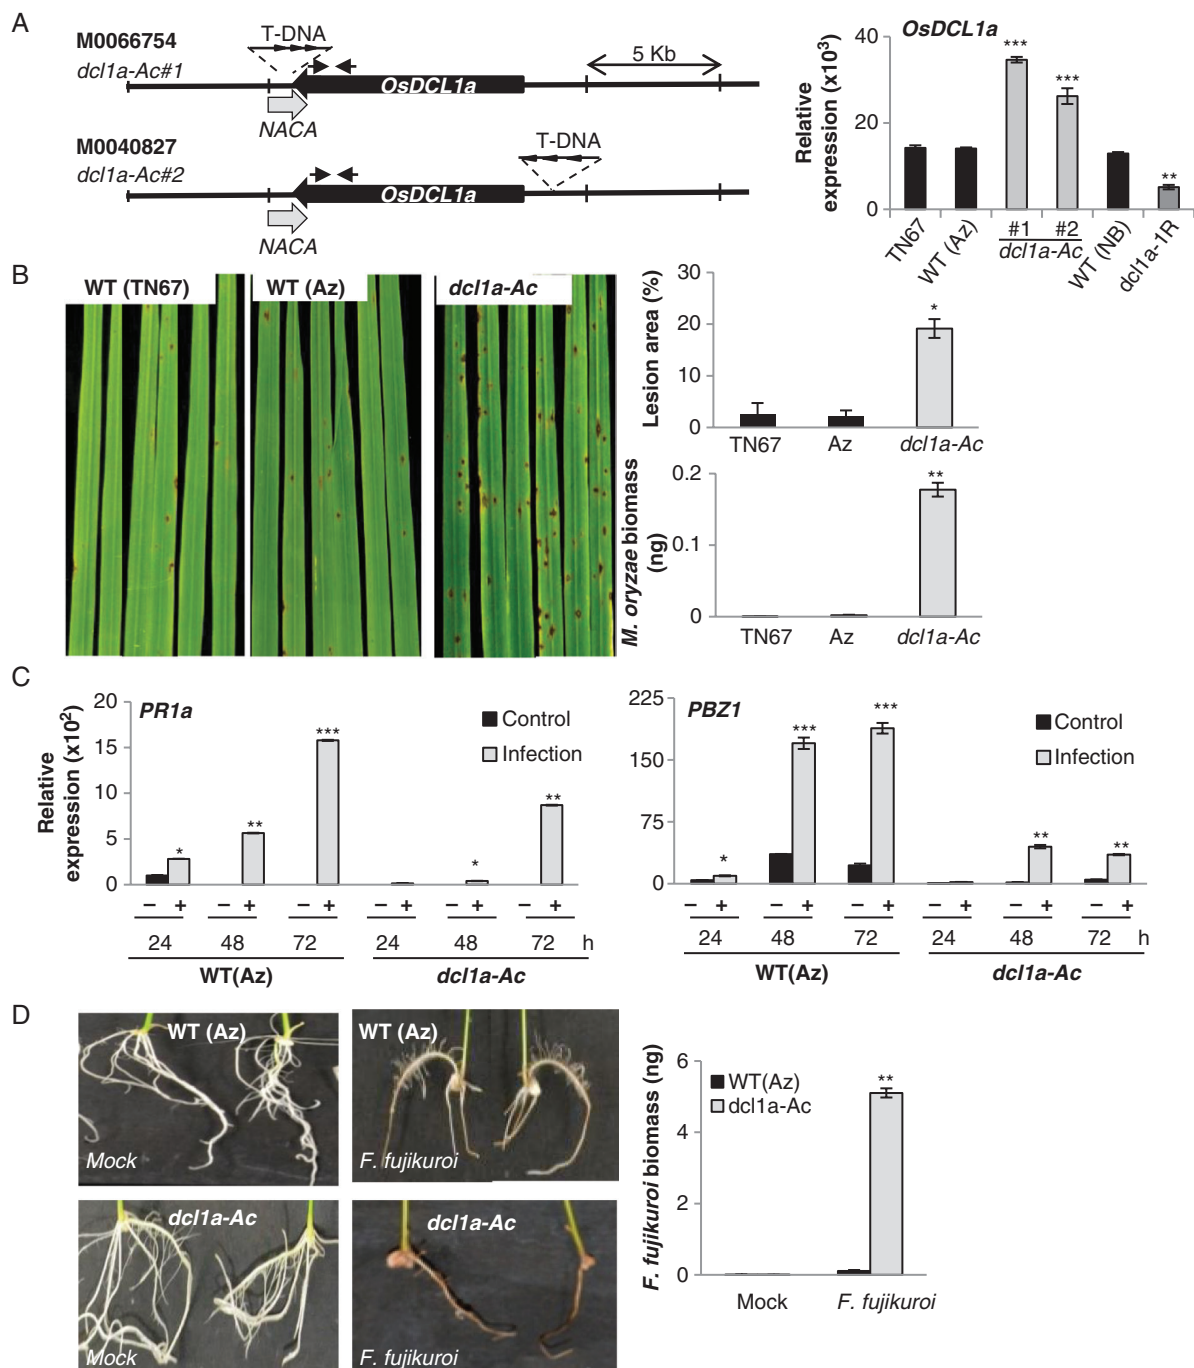 A
M0066754
dcl1a-Ac#1
T-DNA
5 Kb
OsDCL1a
NACA
M0040827
dcl1a-Ac#2
T-DNA
OsDCL1a
NACA
OsDCL1a
Relative expression (x10³)
40
20
0
***
***
**
TN67
WT (Az)
#1
#2
dcl1a-Ac
WT (NB)
dcl1a-1R
B
WT (TN67)
WT (Az)
dcl1a-Ac
Lesion area (%)
30
20
10
0
*
TN67
Az
dcl1a-Ac
M. oryzae biomass (ng)
0.2
0.1
0
**
TN67
Az
dcl1a-Ac
C
PR1a
Relative expression (x10²)
20
15
10
5
0
Control
Infection
*
**
***
*
**
– + – + – + – + – + – +
24 48 72 24 48 72 h
WT(Az) dcl1a-Ac
PBZ1
225
150
75
0
Control
Infection
*
***
***
**
**
– + – + – + – + – + – +
24 48 72 24 48 72 h
WT(Az) dcl1a-Ac
D
WT (Az)
Mock
WT (Az)
F. fujikuroi
dcl1a-Ac
Mock
dcl1a-Ac
F. fujikuroi
F. fujikuroi biomass (ng)
6
4
2
0
WT(Az)
dcl1a-Ac
**
Mock
F. fujikuroi